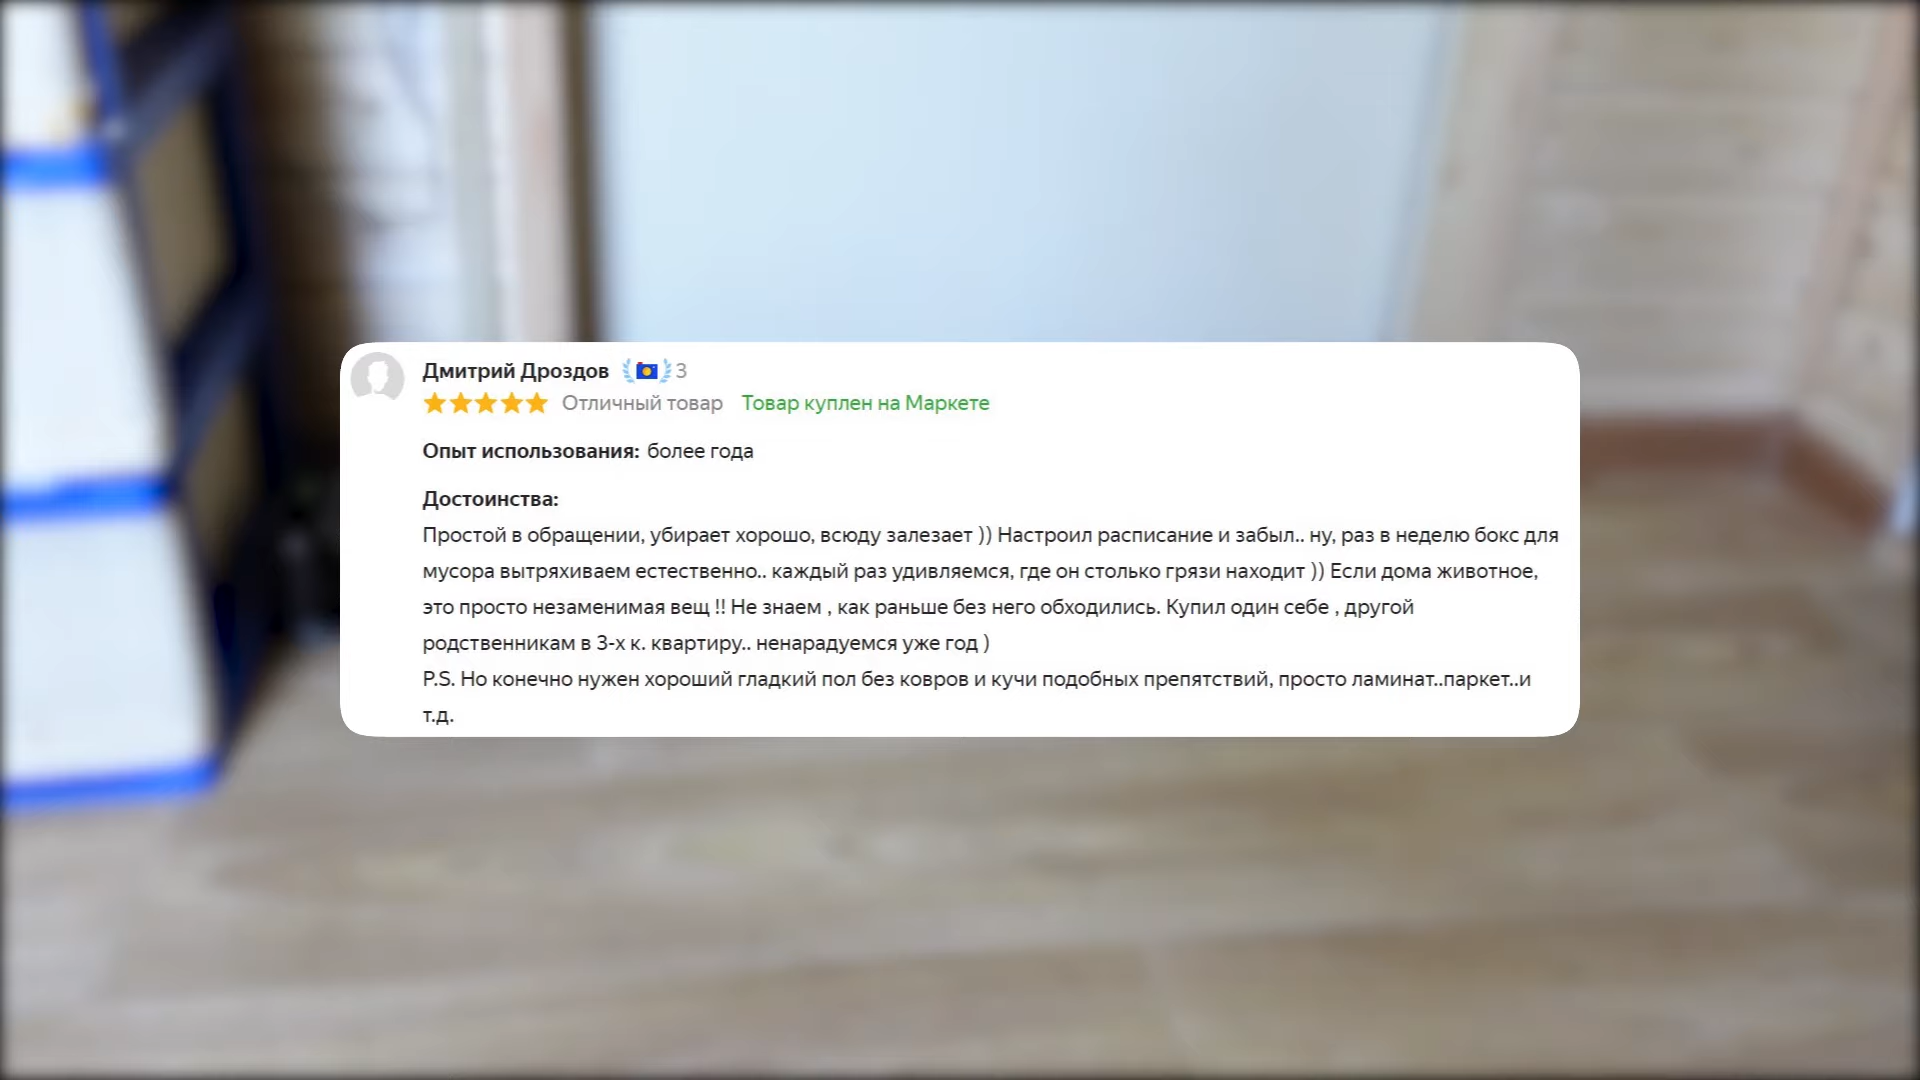 Дмитрий Дроздов 3
Отличный товар Товар куплен на Маркете
Опыт использования: более года
Достоинства:
Простой в обращении, убирает хорошо, всюду залезает )) Настроил расписание и забыл.. ну, раз в неделю бокс для
мусора вытряхиваем естественно.. каждый раз удивляемся, где он столько грязи находит )) Если дома животное,
это просто незаменимая вещ !! Не знаем , как раньше без него обходились. Купил один себе , другой
родственникам в 3-х к. квартиру.. ненарадуемся уже год )
P.S. Но конечно нужен хороший гладкий пол без ковров и кучи подобных препятствий, просто ламинат..паркет..и
т.д.